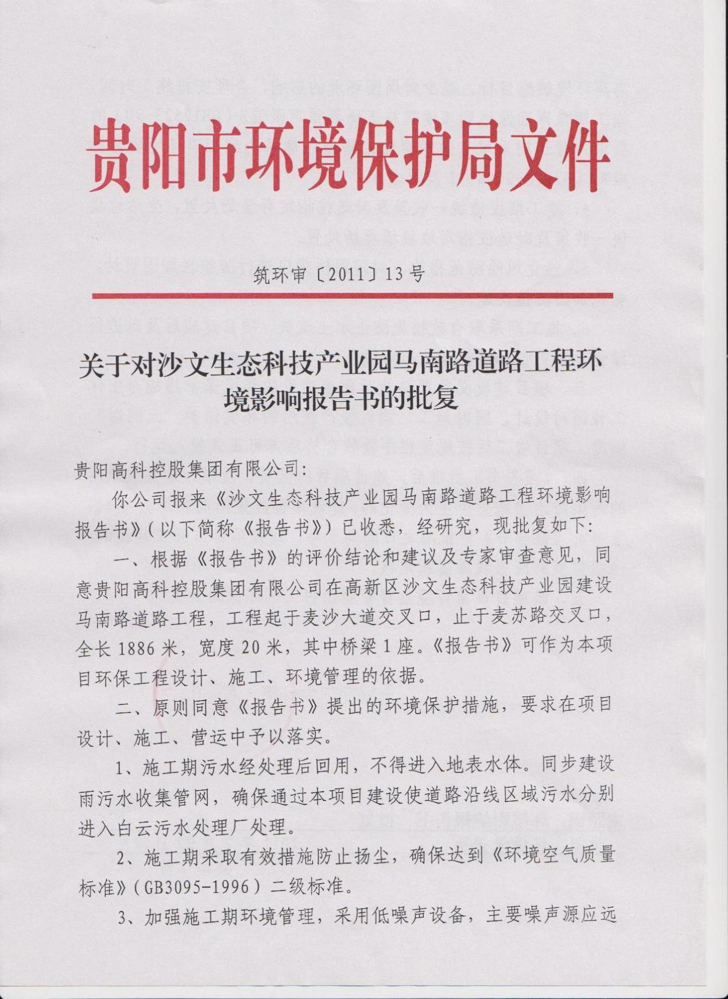 贵阳市环境保护局文件
筑环审〔2011〕13号
关于对沙文生态科技产业园马南路道路工程环
境影响报告书的批复
贵阳高科控股集团有限公司：
你公司报来《沙文生态科技产业园马南路道路工程环境影响
报告书》（以下简称《报告书》）已收悉，经研究，现批复如下：
一、根据《报告书》的评价结论和建议及专家审查意见，同
意贵阳高科控股集团有限公司在高新区沙文生态科技产业园建设
马南路道路工程，工程起于麦沙大道交叉口，止于麦苏路交叉口，
全长1886米，宽度20米，其中桥梁1座。《报告书》可作为本项
目环保工程设计、施工、环境管理的依据。
二、原则同意《报告书》提出的环境保护措施，要求在项目
设计、施工、营运中予以落实。
1、施工期污水经处理后回用，不得进入地表水体。同步建设
雨污水收集管网，确保通过本项目建设使道路沿线区域污水分别
进入白云污水处理厂处理。
2、施工期采取有效措施防止扬尘，确保达到《环境空气质量
标准》（GB3095-1996）二级标准。
3、加强施工期环境管理，采用低噪声设备，主要噪声源应远